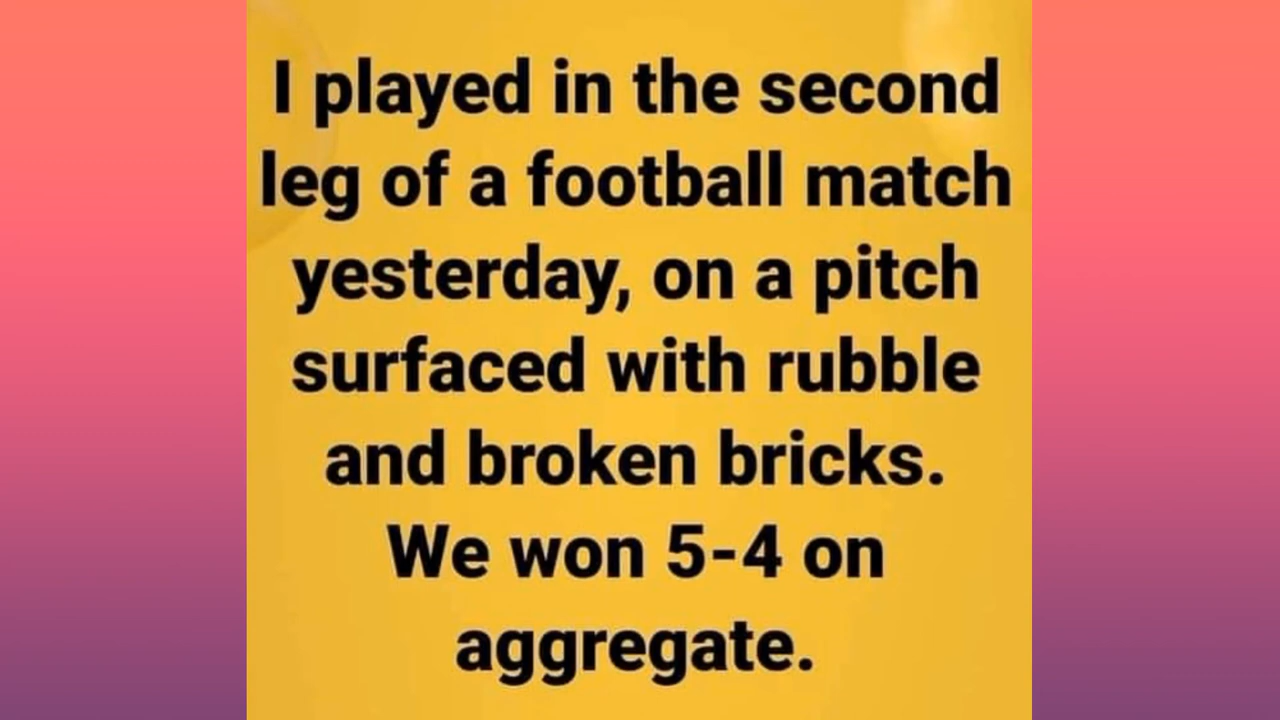 I played in the second
leg of a football match
yesterday, on a pitch
surfaced with rubble
and broken bricks.
We won 5-4 on
aggregate.